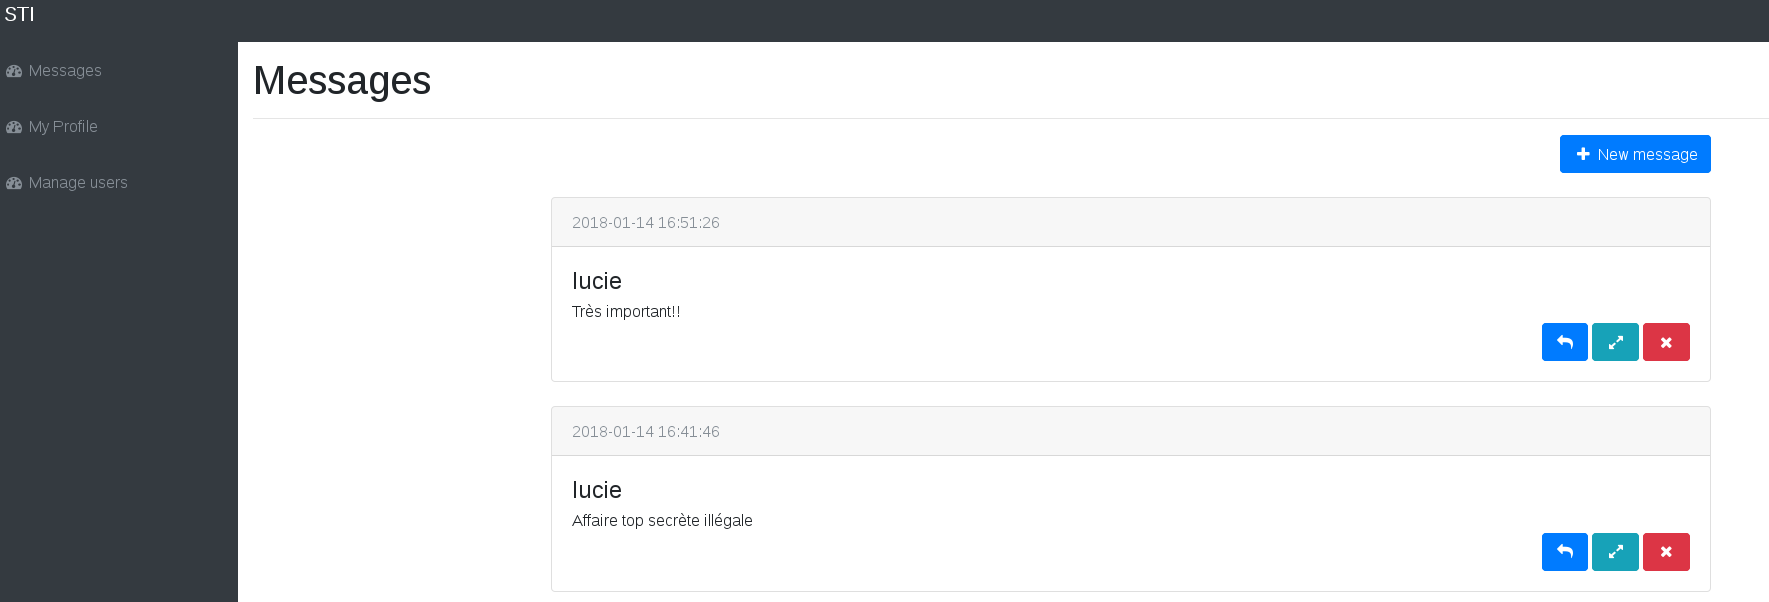 STI
Messages
My Profile
Manage users
Messages
New message
2018-01-14 16:51:26
lucie
Très important!!
2018-01-14 16:41:46
lucie
Affaire top secrète illégale